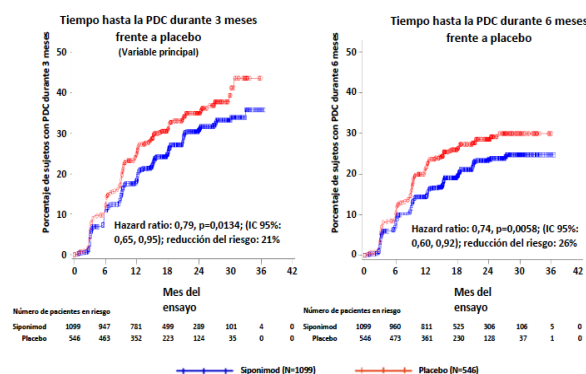 Tiempo hasta la PDC durante 3 meses
frente a placebo
(Variable principal)
Porcentaje de sujetos con PDC durante 3 meses
50
40
30
20
10
0
Hazard ratio: 0,79, p=0,0134; (IC 95%:
0,65, 0,95); reducción del riesgo: 21%
0 6 12 18 24 30 36 42
Mes del
ensayo
Número de pacientes en riesgo
Siponimod 1099 947 781 499 289 101 4 0
Placebo 546 463 352 223 124 35 0 0
Tiempo hasta la PDC durante 6 meses
frente a placebo
Porcentaje de sujetos con PDC durante 6 meses
50
40
30
20
10
0
Hazard ratio: 0,74, p=0,0058; (IC 95%:
0,60, 0,92); reducción del riesgo: 26%
0 6 12 18 24 30 36 42
Mes del
ensayo
Número de pacientes en riesgo
Siponimod 1099 960 811 525 306 106 5 0
Placebo 546 473 361 230 128 37 1 0
Siponimod (N=1099) Placebo (N=546)